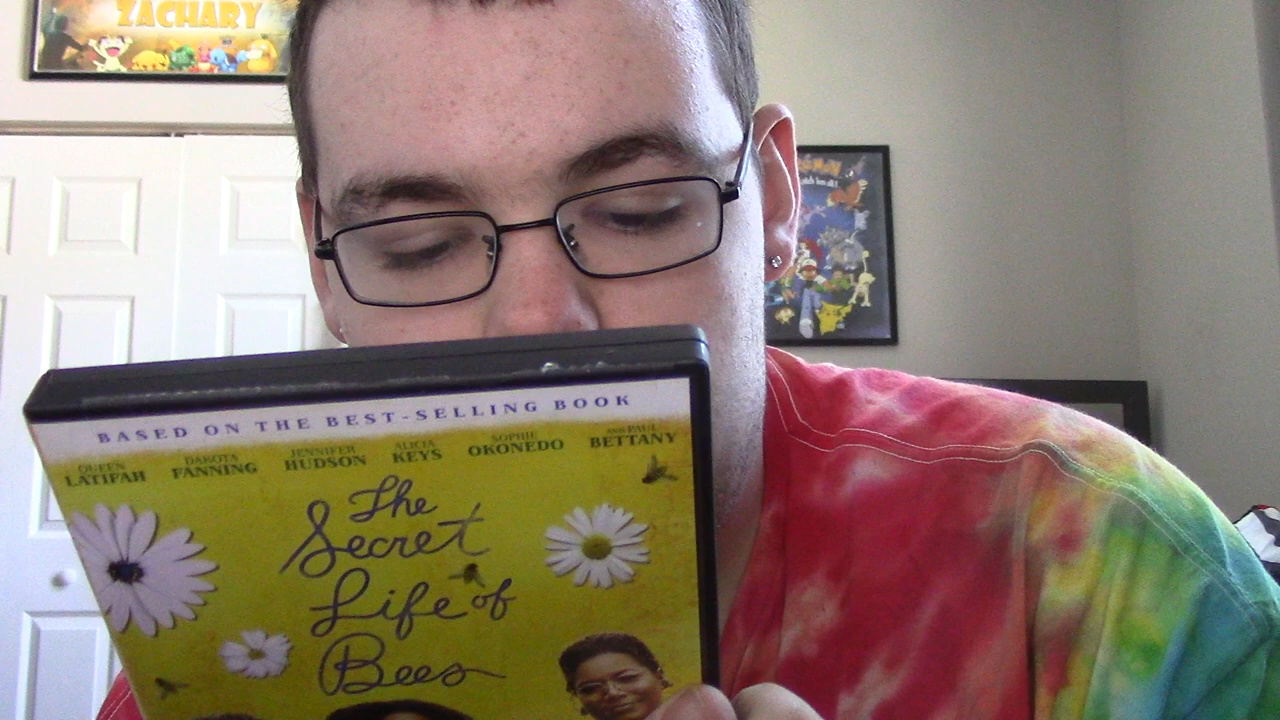 ZACHARY
POKéMON
BASED ON THE BEST-SELLING BOOK
QUEEN LATIFAH DAKOTA FANNING JENNIFER HUDSON ALICIA KEYS SOPHIE OKONEDO AND PAUL BETTANY
The
Secret
Life of
Bees